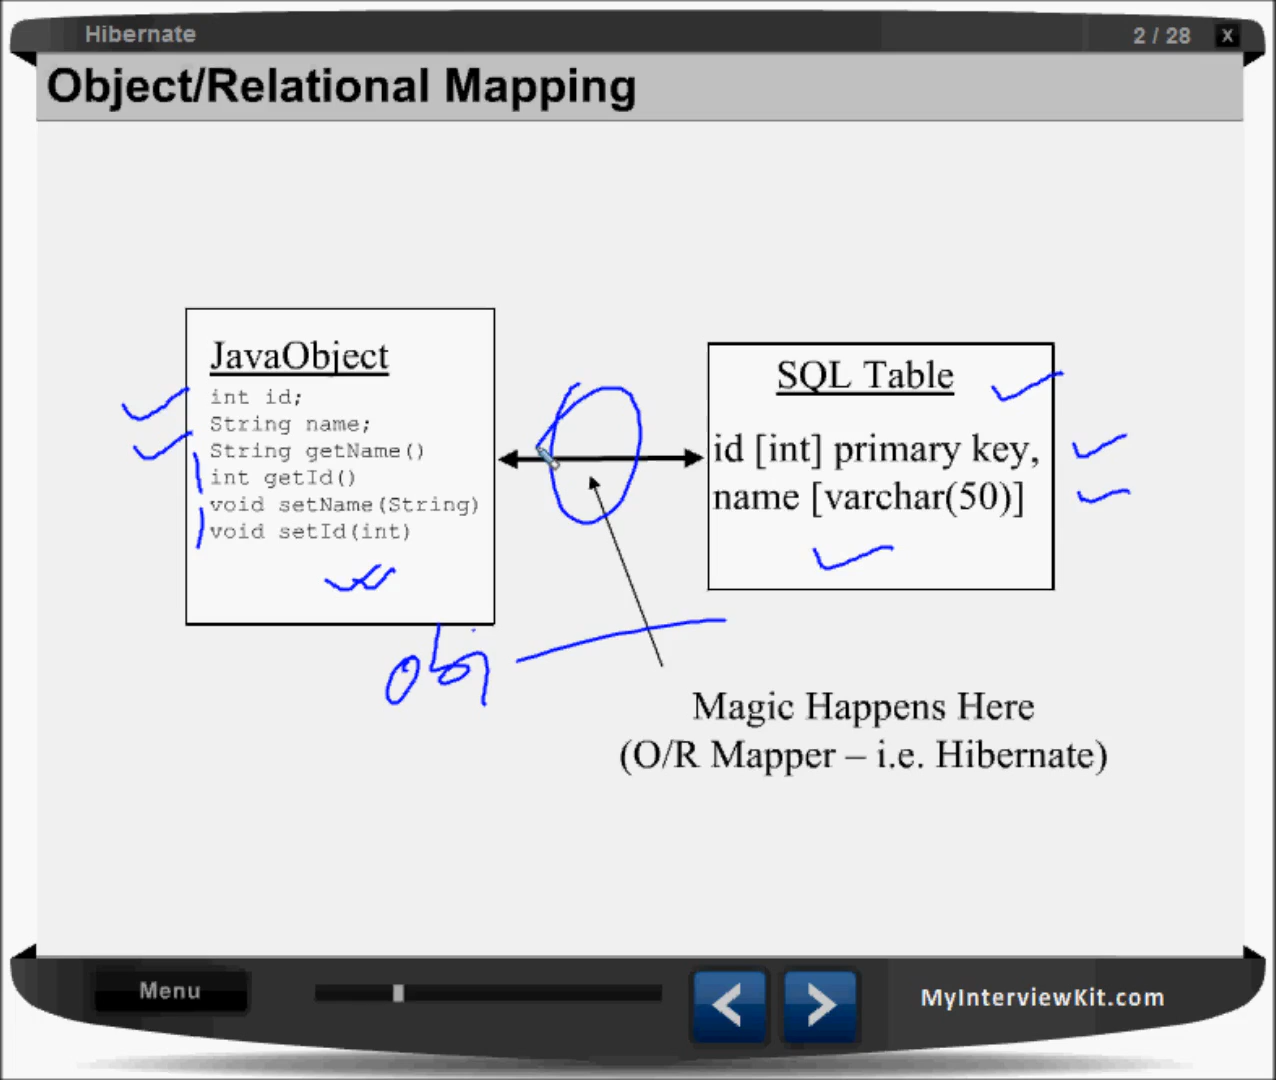 Hibernate
2 / 28
X
Object/Relational Mapping
JavaObject
int id;
String name;
String getName()
int getId()
void setName(String)
void setId(int)
SQL Table
id [int] primary key,
name [varchar(50)]
obj
Magic Happens Here
(O/R Mapper – i.e. Hibernate)
Menu
< >
MyInterviewKit.com